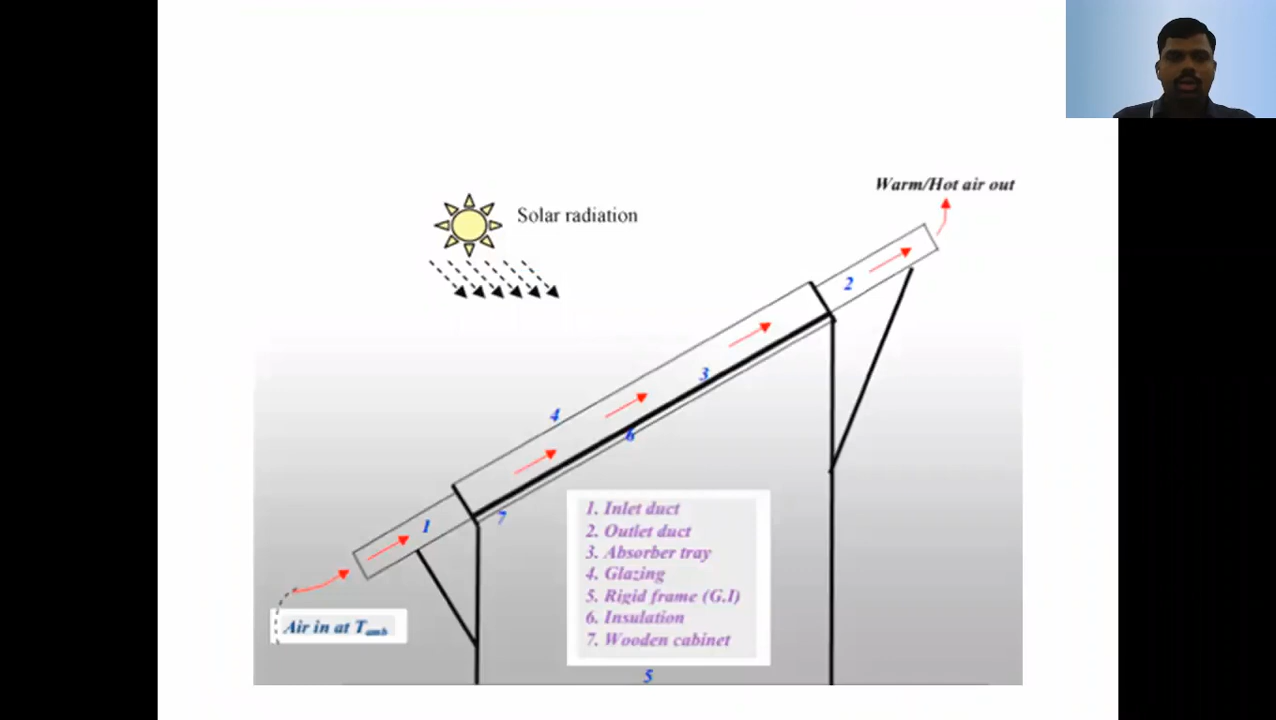 Warm/Hot air out
Solar radiation
2
3
4
6
7
1
1. Inlet duct
2. Outlet duct
3. Absorber tray
4. Glazing
5. Rigid frame (G.I)
6. Insulation
7. Wooden cabinet
Air in at Tamb
5